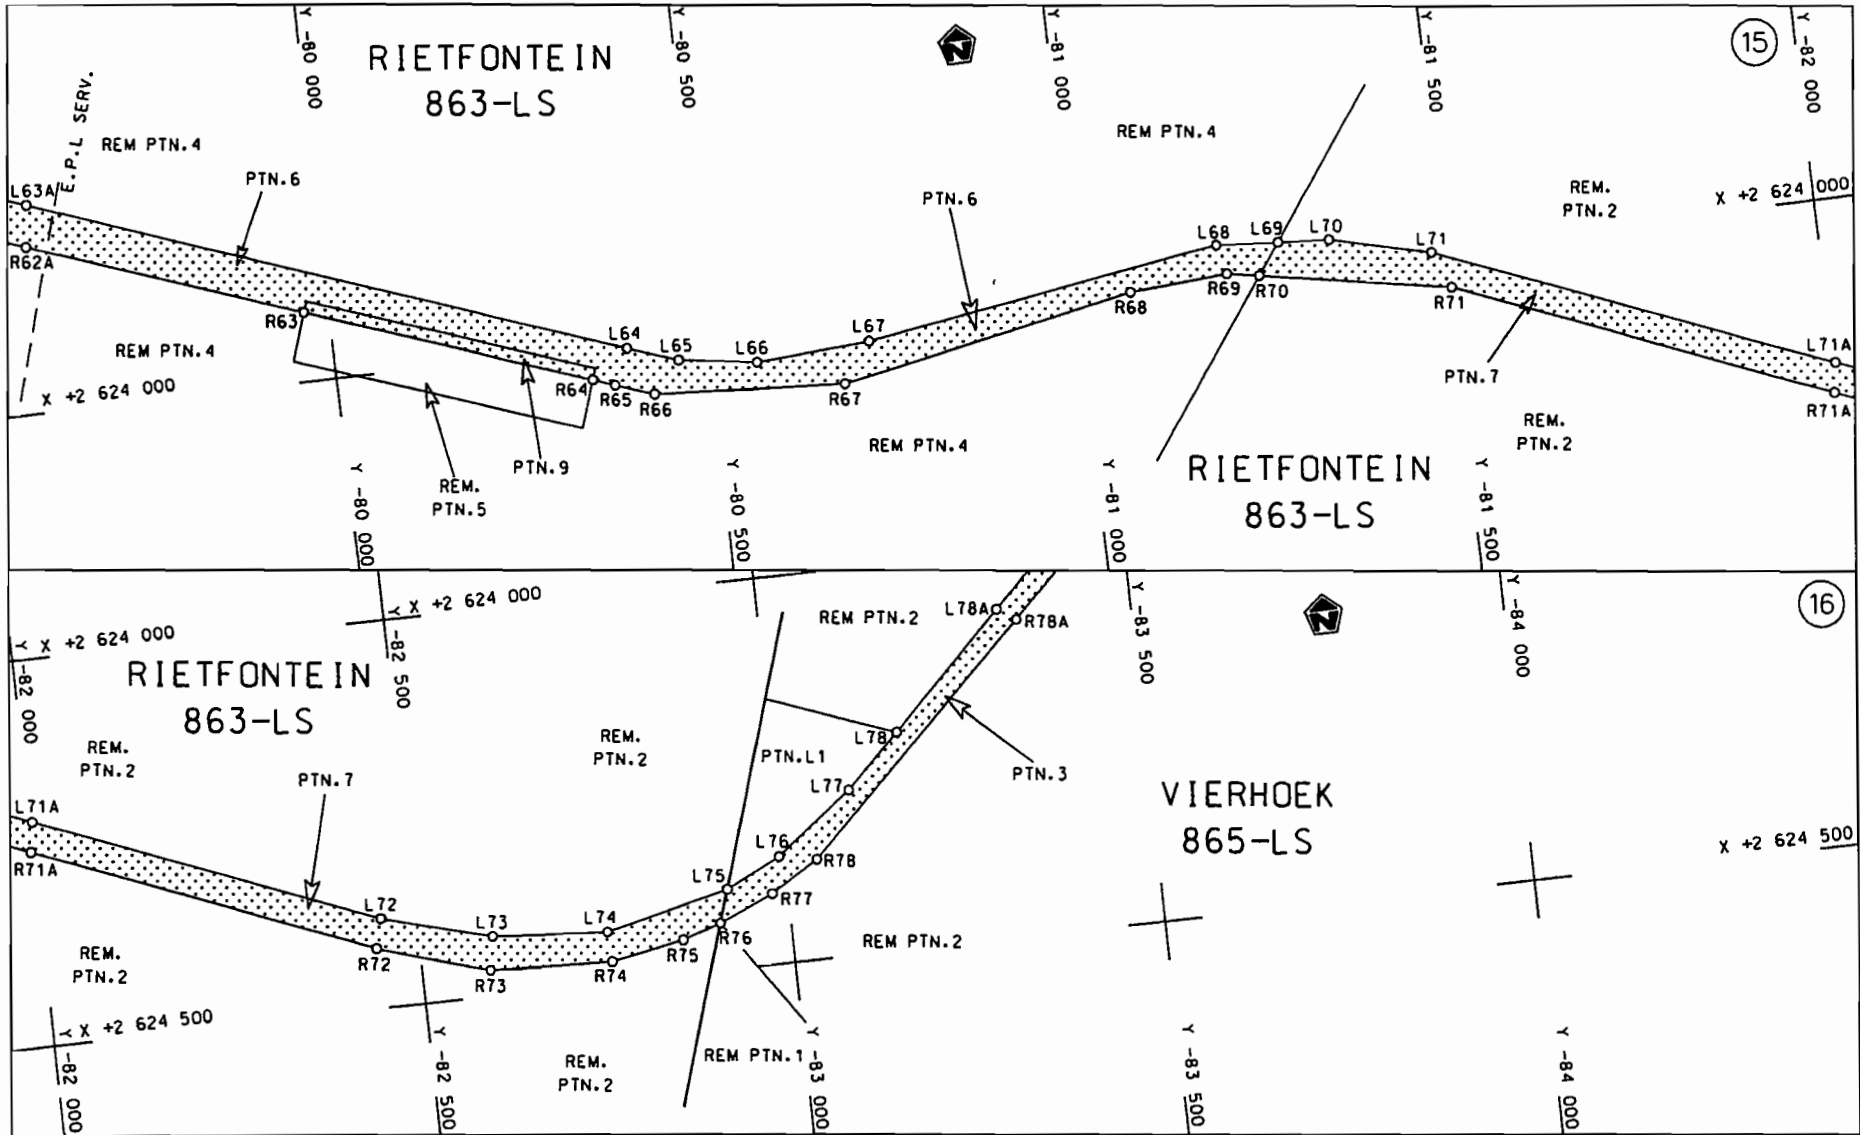 Y -80 000
Y -80 500
Y -81 000
Y -81 500
Y -82 000
15
RIETFONTEIN
863-LS
N
E.P.L SERV.
REM PTN.4
REM PTN.4
PTN.6
PTN.6
REM.
PTN.2
X +2 624 000
L63A
R62A
R63
L64
L65
L66
L67
L68
L69
L70
L71
R64
R65
R66
R67
R68
R69
R70
R71
L71A
R71A
REM PTN.4
X +2 624 000
PTN.7
PTN.9
REM.
PTN.5
REM PTN.4
REM.
PTN.2
RIETFONTEIN
863-LS
Y -80 000
Y -80 500
Y -81 000
Y -81 500
16
Y -82 000
X +2 624 000
Y -82 500
X +2 624 000
Y -83 500
Y -84 000
N
RIETFONTEIN
863-LS
REM PTN.2
L78A
R78A
REM.
PTN.2
PTN.7
REM.
PTN.2
PTN.L1
L78
PTN.3
VIERHOEK
865-LS
X +2 624 500
L71A
R71A
L72
L73
L74
L75
L76
L77
R72
R73
R74
R75
R76
R77
R78
REM PTN.2
REM.
PTN.2
X +2 624 500
REM.
PTN.2
REM PTN.1
Y -82 000
Y -82 500
Y -83 000
Y -83 500
Y -84 000